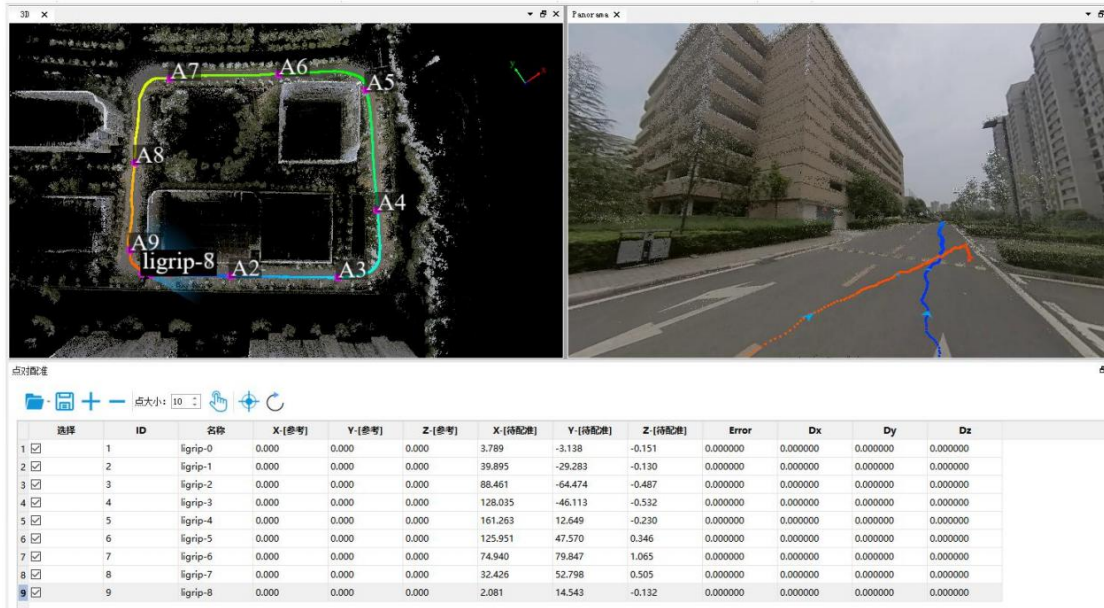 3D
Panorama
A7
A6
A5
A8
A4
A9
ligrip-8
A2
A3
点对配准
点大小: 10
选择 ID 名称 X-[参考] Y-[参考] Z-[参考] X-[待配准] Y-[待配准] Z-[待配准] Error Dx Dy Dz
1 1 ligrip-0 0.000 0.000 0.000 3.789 -3.138 -0.151 0.000000 0.000000 0.000000 0.000000
2 2 ligrip-1 0.000 0.000 0.000 39.895 -29.283 -0.130 0.000000 0.000000 0.000000 0.000000
3 3 ligrip-2 0.000 0.000 0.000 88.461 -64.474 -0.487 0.000000 0.000000 0.000000 0.000000
4 4 ligrip-3 0.000 0.000 0.000 128.035 -46.113 -0.532 0.000000 0.000000 0.000000 0.000000
5 5 ligrip-4 0.000 0.000 0.000 161.263 12.649 -0.230 0.000000 0.000000 0.000000 0.000000
6 6 ligrip-5 0.000 0.000 0.000 125.951 47.570 0.346 0.000000 0.000000 0.000000 0.000000
7 7 ligrip-6 0.000 0.000 0.000 74.940 79.847 1.065 0.000000 0.000000 0.000000 0.000000
8 8 ligrip-7 0.000 0.000 0.000 32.426 52.798 0.505 0.000000 0.000000 0.000000 0.000000
9 9 ligrip-8 0.000 0.000 0.000 2.081 14.543 -0.132 0.000000 0.000000 0.000000 0.000000